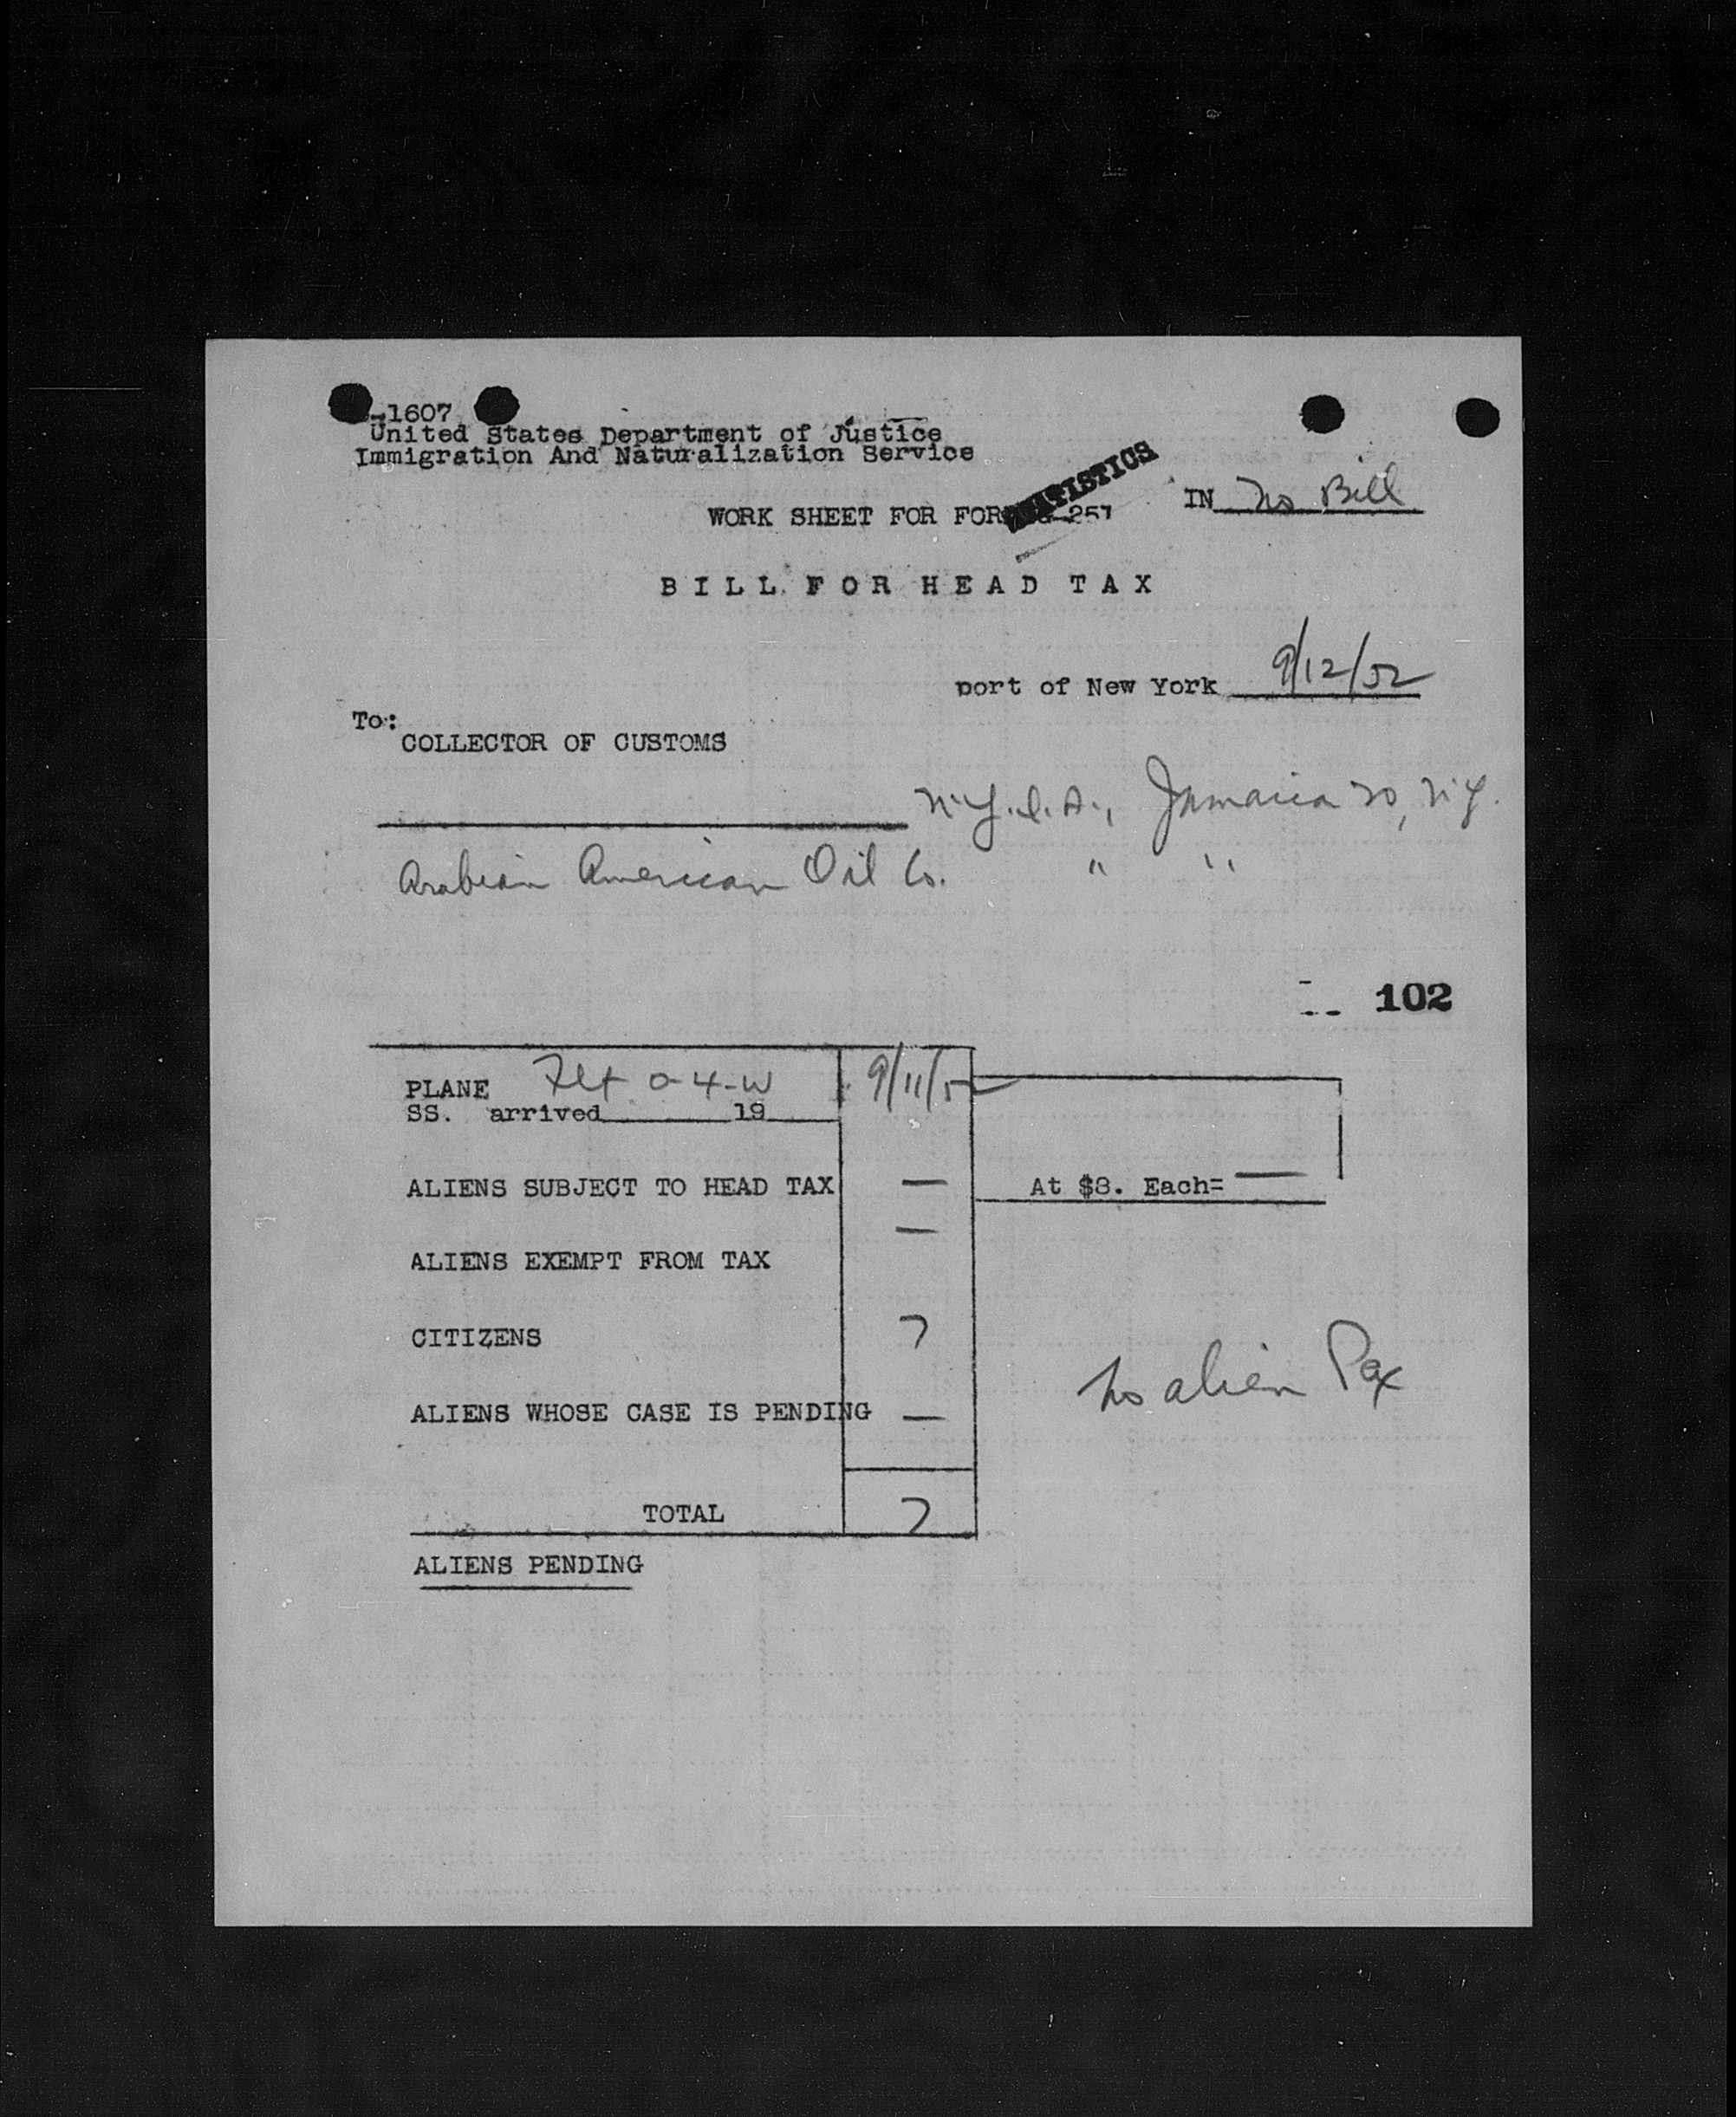 -1607
United States Department of Justice
Immigration And Naturalization Service
STATISTICS
IN No Bill
WORK SHEET FOR FORM 257
BILL FOR HEAD TAX
port of New York 9/12/52
To:
COLLECTOR OF CUSTOMS
N.Y.I.A., Jamaica 30, N.Y.
Arabian American Oil Co. " "
102
PLANE Flt 0-4-W 9/11/52
SS. arrived 19
ALIENS SUBJECT TO HEAD TAX — At $8. Each= —
ALIENS EXEMPT FROM TAX —
CITIZENS 7
No alien Pax
ALIENS WHOSE CASE IS PENDING —
TOTAL 7
ALIENS PENDING